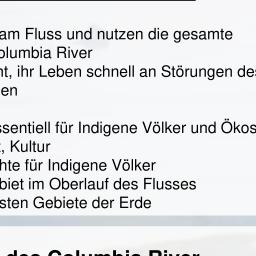 am Fluss und nutzen die gesamte
olumbia River
nt, ihr Leben schnell an Störungen des
en
ssentiell für Indigene Völker und Ökos
, Kultur
hte für Indigene Völker
biet im Oberlauf des Flusses
sten Gebiete der Erde
des Columbia River